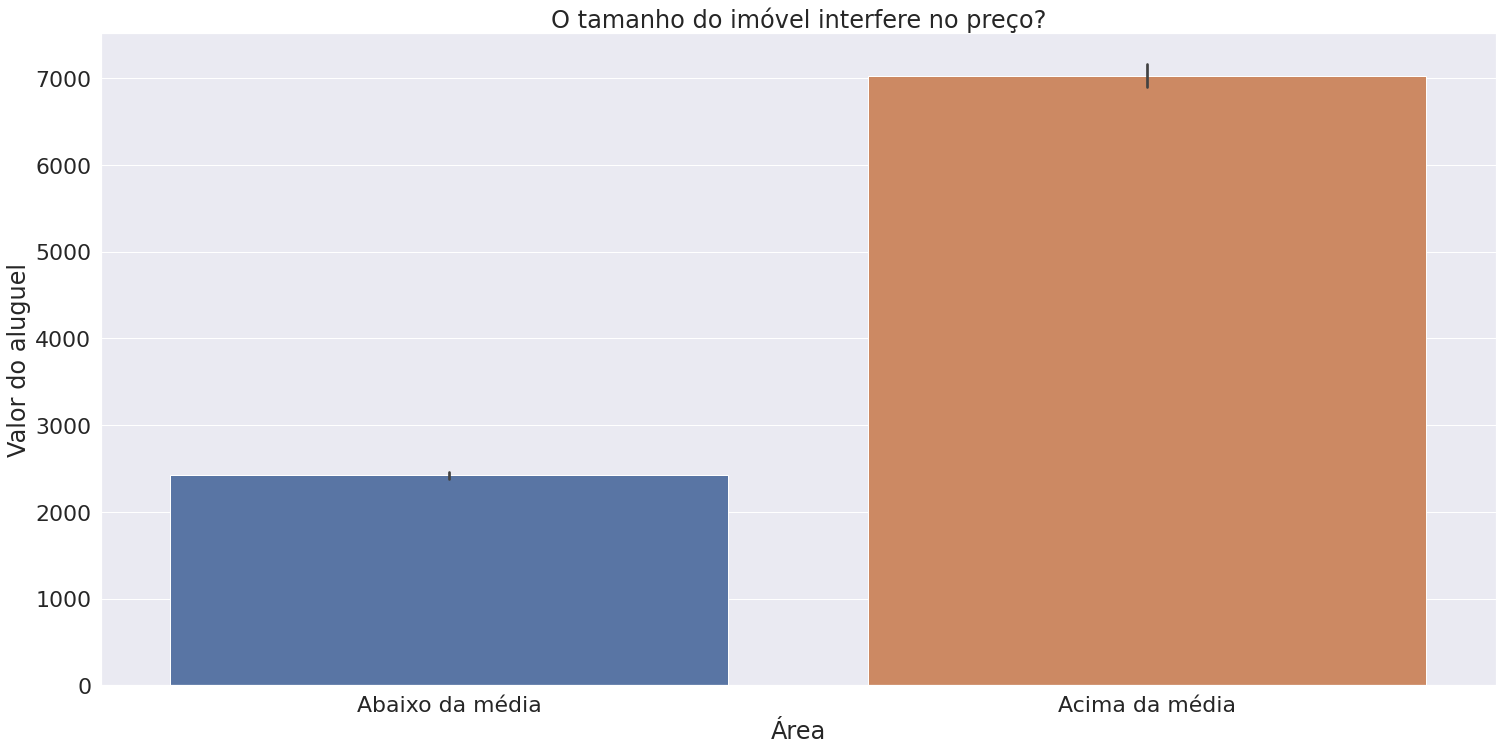 O tamanho do imóvel interfere no preço?
Valor do aluguel
7000
6000
5000
4000
3000
2000
1000
0
Abaixo da média
Acima da média
Área